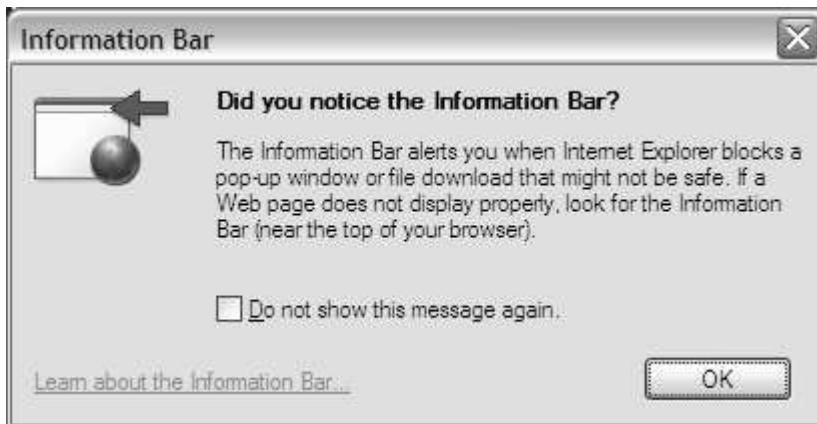 Information Bar
Did you notice the Information Bar?
The Information Bar alerts you when Internet Explorer blocks a
pop-up window or file download that might not be safe. If a
Web page does not display properly, look for the Information
Bar (near the top of your browser).
Do not show this message again.
Learn about the Information Bar...
OK